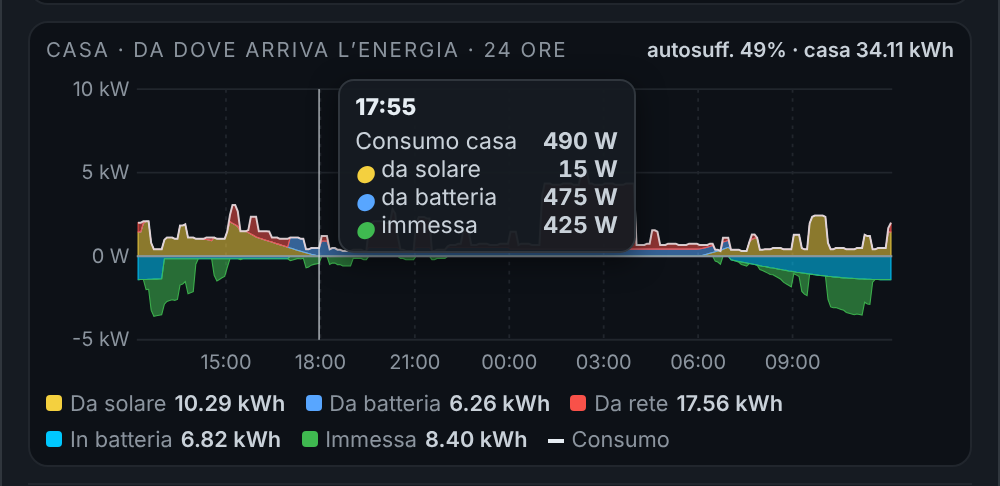 CASA · DA DOVE ARRIVA L'ENERGIA · 24 ORE
autosuff. 49% · casa 34.11 kWh
10 kW
5 kW
0 W
-5 kW
17:55
Consumo casa 490 W
da solare 15 W
da batteria 475 W
immessa 425 W
15:00 18:00 21:00 00:00 03:00 06:00 09:00
Da solare 10.29 kWh Da batteria 6.26 kWh Da rete 17.56 kWh
In batteria 6.82 kWh Immessa 8.40 kWh Consumo